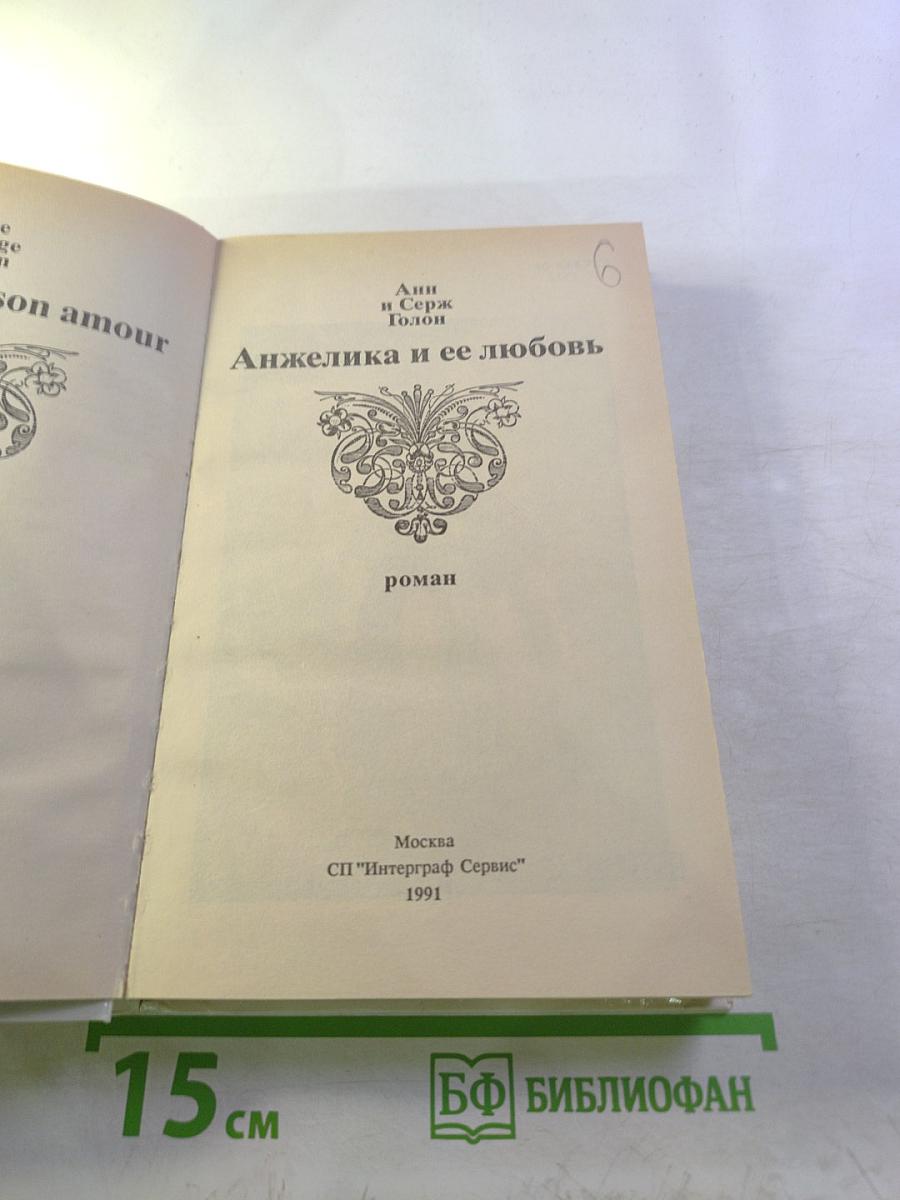 son amour
6
Анн
и Серж
Голон
Анжелика и ее любовь
роман
Москва
СП "Интерграф Сервис"
1991
15 см
БФ БИБЛИОФАН